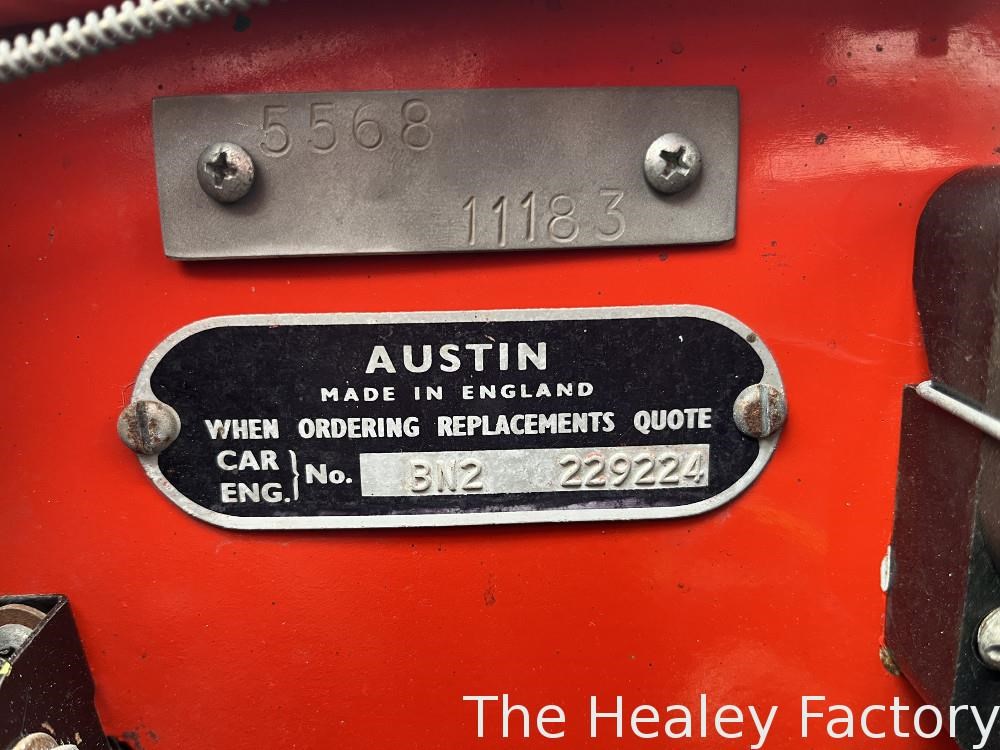 5568
11183
AUSTIN
MADE IN ENGLAND
WHEN ORDERING REPLACEMENTS QUOTE
CAR
ENG. } No. BN2 229224
The Healey Factory